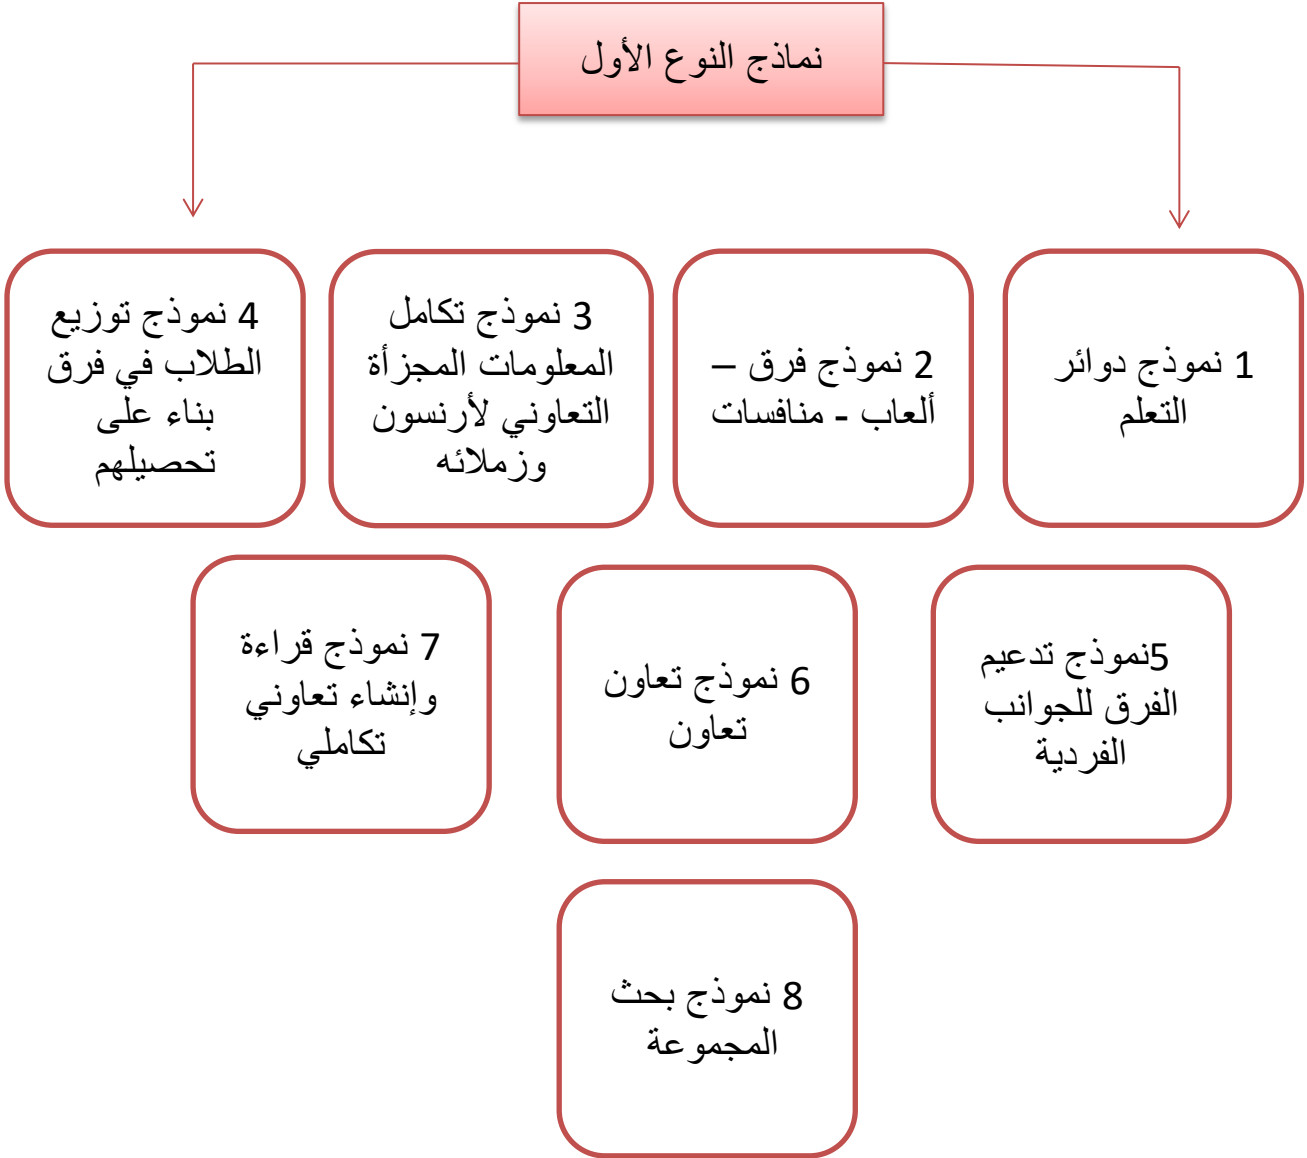 نماذج النوع الأول
1 نموذج دوائر
التعلم
2 نموذج فرق –
ألعاب - منافسات
3 نموذج تكامل
المعلومات المجزأة
التعاوني لأرنسون
وزملائه
4 نموذج توزيع
الطلاب في فرق
بناء على
تحصيلهم
5نموذج تدعيم
الفرق للجوانب
الفردية
6 نموذج تعاون
تعاون
7 نموذج قراءة
وإنشاء تعاوني
تكاملي
8 نموذج بحث
المجموعة